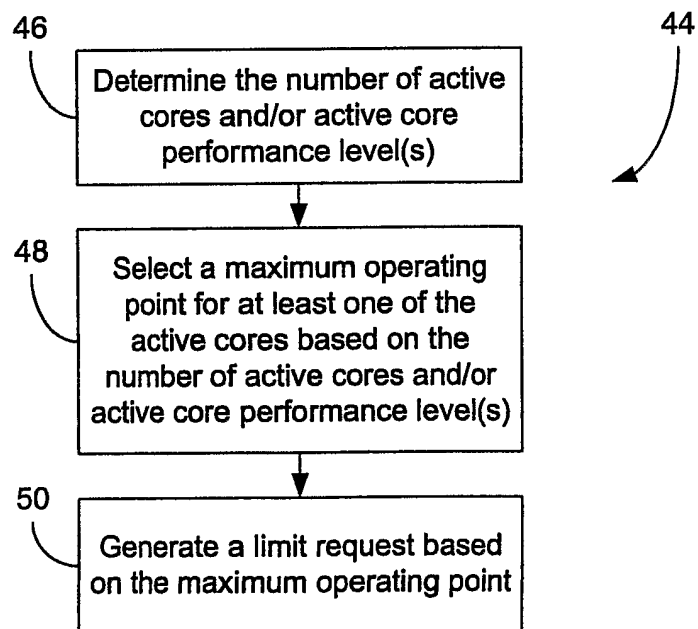 46
44
Determine the number of active
cores and/or active core
performance level(s)
48
Select a maximum operating
point for at least one of the
active cores based on the
number of active cores and/or
active core performance level(s)
50
Generate a limit request based
on the maximum operating point